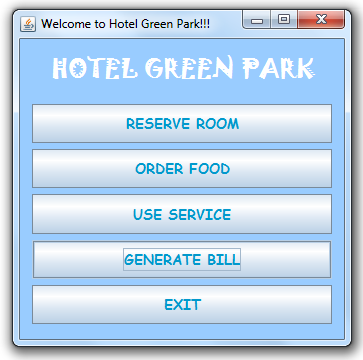 Welcome to Hotel Green Park!!!
HOTEL GREEN PARK
RESERVE ROOM
ORDER FOOD
USE SERVICE
GENERATE BILL
EXIT